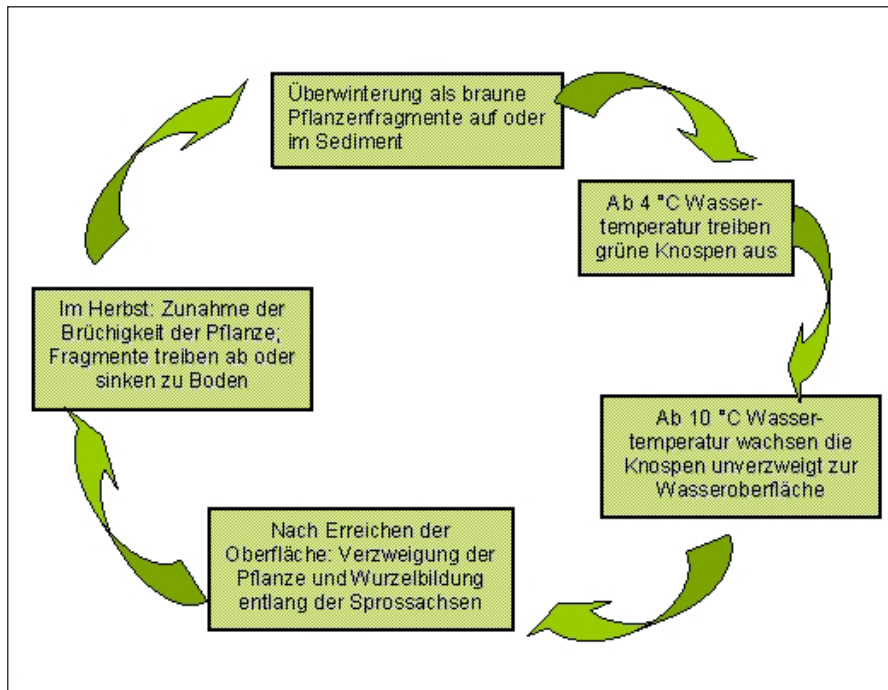 Überwinterung als braune
Pflanzenfragmente auf oder
im Sediment
Ab 4 °C Wasser-
temperatur treiben
grüne Knospen aus
Ab 10 °C Wasser-
temperatur wachsen die
Knospen unverzweigt zur
Wasseroberfläche
Nach Erreichen der
Oberfläche: Verzweigung der
Pflanze und Wurzelbildung
entlang der Sprossachsen
Im Herbst: Zunahme der
Brüchigkeit der Pflanze;
Fragmente treiben ab oder
sinken zu Boden